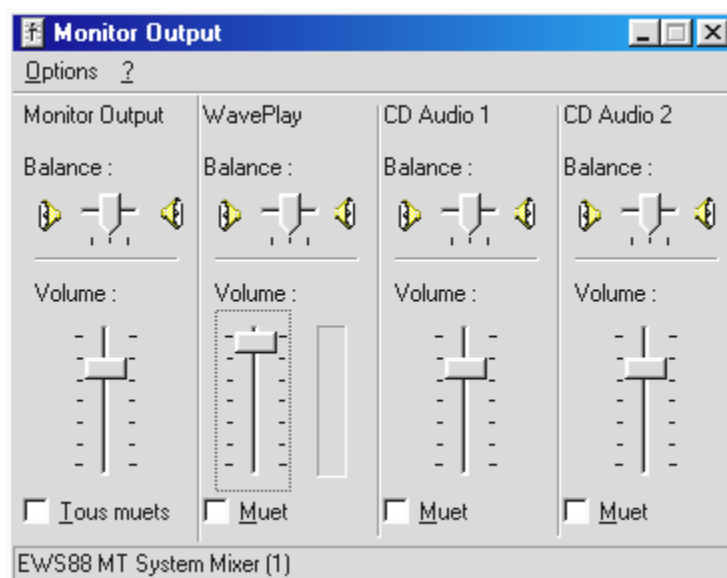 Monitor Output
Options ?
Monitor Output
Balance :
Volume :
Tous muets
WavePlay
Balance :
Volume :
Muet
CD Audio 1
Balance :
Volume :
Muet
CD Audio 2
Balance :
Volume :
Muet
EWS88 MT System Mixer (1)